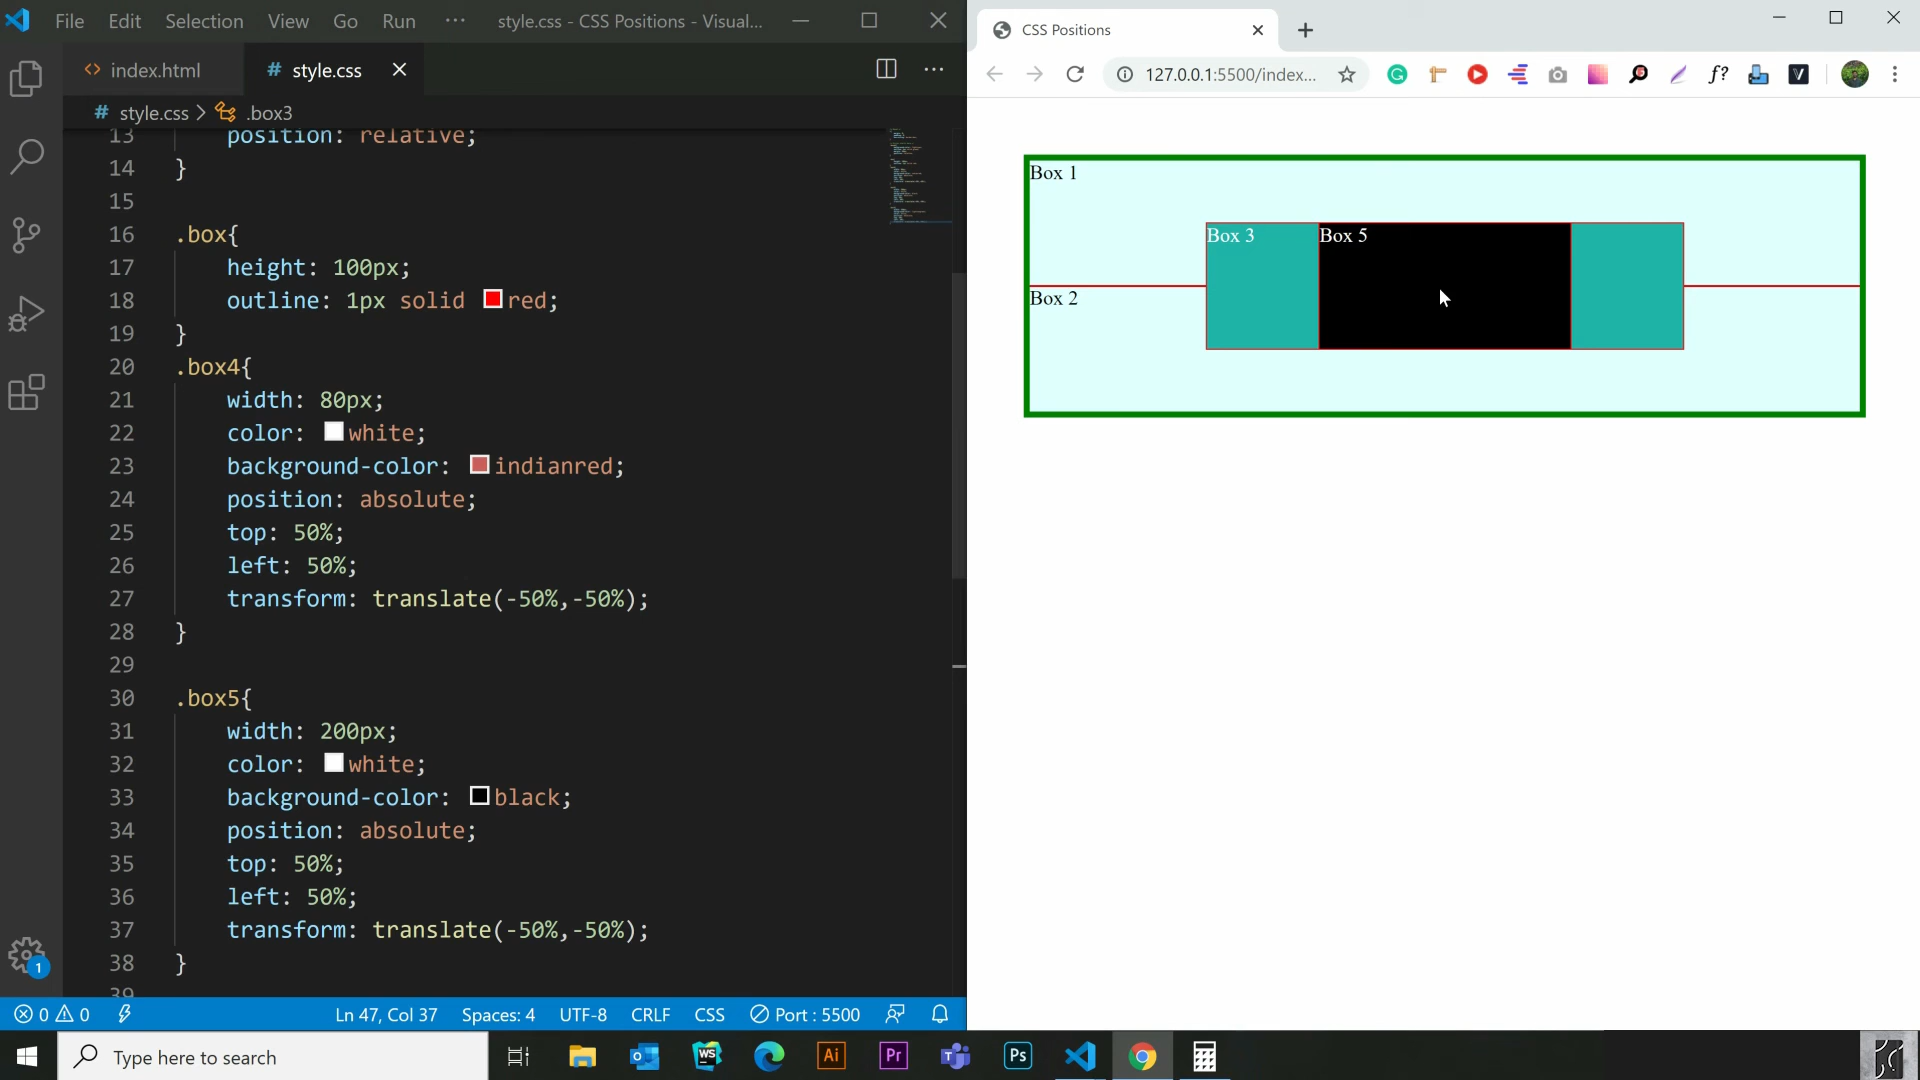 File Edit Selection View Go Run ··· style.css - CSS Positions - Visual...
index.html # style.css
# style.css > .box3
13 position: relative;
14 }
15
16 .box{
17 height: 100px;
18 outline: 1px solid red;
19 }
20 .box4{
21 width: 80px;
22 color: white;
23 background-color: indianred;
24 position: absolute;
25 top: 50%;
26 left: 50%;
27 transform: translate(-50%,-50%);
28 }
29
30 .box5{
31 width: 200px;
32 color: white;
33 background-color: black;
34 position: absolute;
35 top: 50%;
36 left: 50%;
37 transform: translate(-50%,-50%);
38 }
39
1
0 0 Ln 47, Col 37 Spaces: 4 UTF-8 CRLF CSS Port : 5500
CSS Positions
127.0.0.1:5500/index...
f? V
Box 1
Box 3 Box 5
Box 2
Type here to search
WS Ai Pr Ps